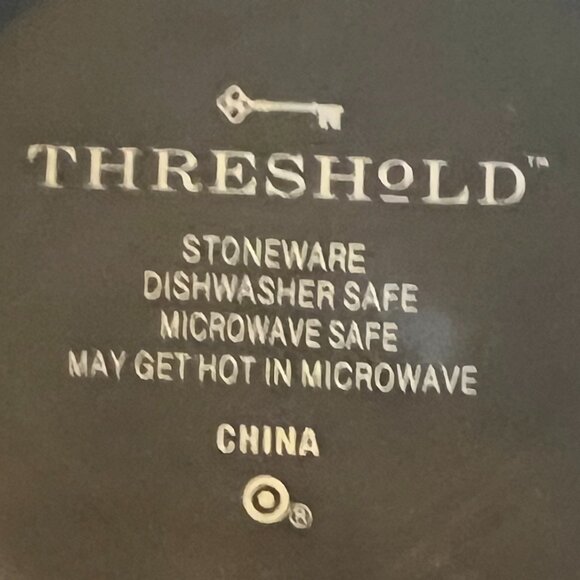 THRESHOLD™
STONEWARE
DISHWASHER SAFE
MICROWAVE SAFE
MAY GET HOT IN MICROWAVE
CHINA
®